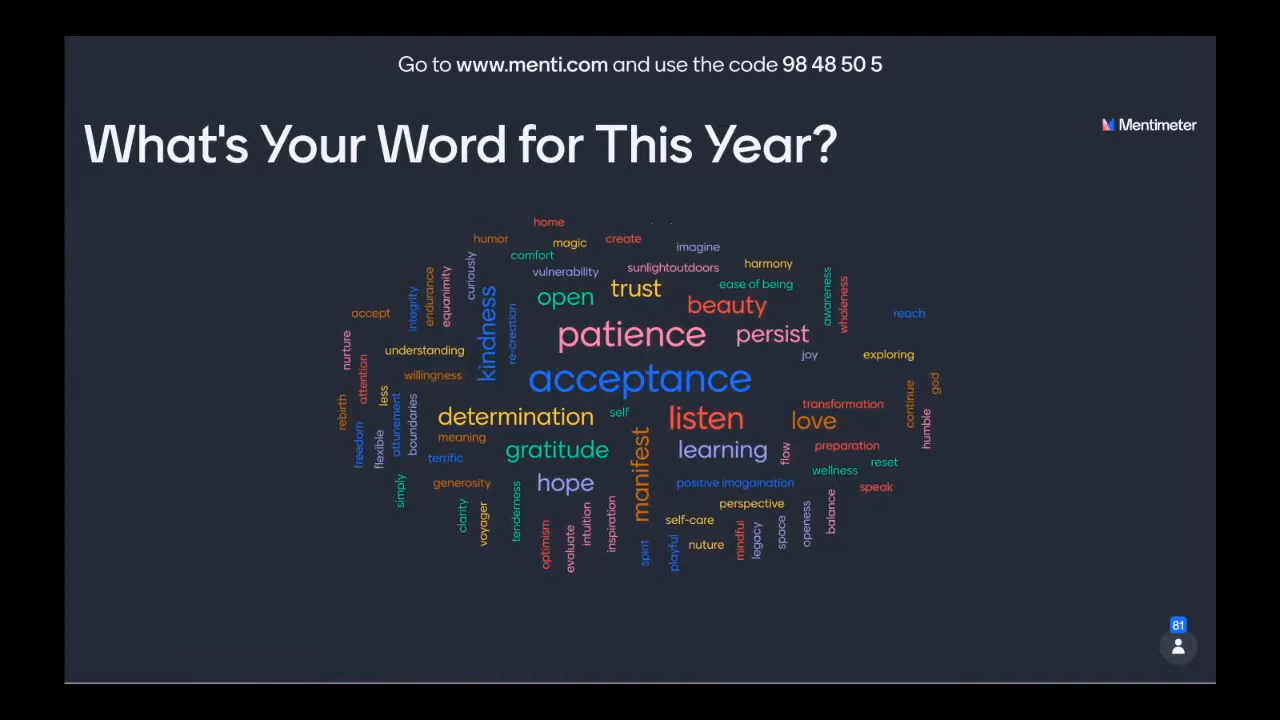 Go to www.menti.com and use the code 98 48 50 5
What's Your Word for This Year?
Mentimeter
home
humor
magic
create
imagine
comfort
curiously
vulnerability
sunlightoutdoors
harmony
endurance
equanimity
integrity
kindness
re-creation
open
trust
beauty
ease of being
awareness
wholeness
accept
reach
patience
persist
nurture
understanding
joy
exploring
attention
willingness
acceptance
less
rebirth
freedom
flexible
attunement
boundaries
determination
self
listen
love
transformation
continue
god
humble
meaning
gratitude
manifest
learning
flow
preparation
terrific
wellness
reset
simply
generosity
hope
positive imagaination
speak
clarity
voyager
tenderness
optimism
evaluate
intuition
inspiration
self-care
perspective
spirit
playful
nuture
mindful
legacy
space
openess
balance
81